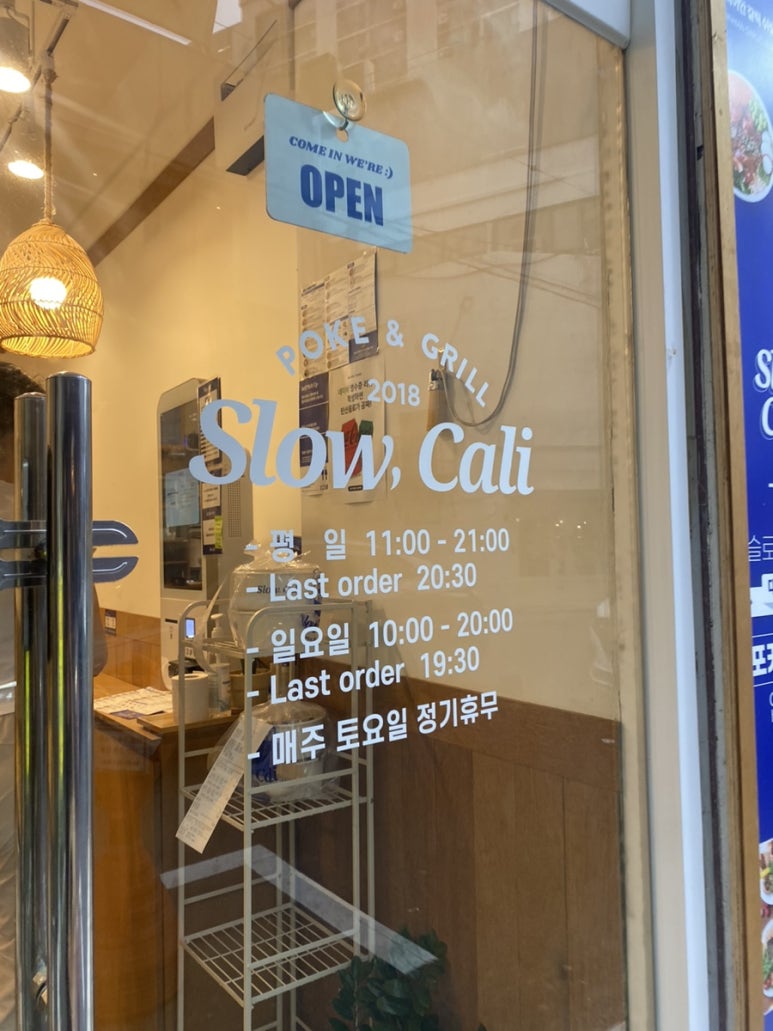 COME IN WE'RE :)
OPEN
POKE & GRILL
2018
Slow, Cali
- 평 일 11:00 - 21:00
- Last order 20:30
- 일요일 10:00 - 20:00
- Last order 19:30
- 매주 토요일 정기휴무